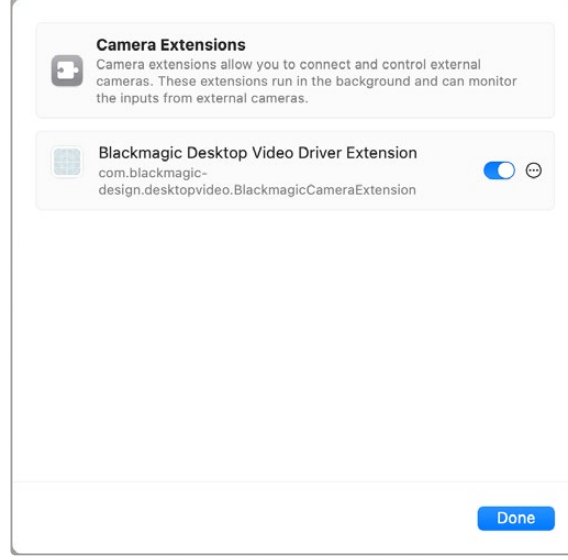 Camera Extensions
Camera extensions allow you to connect and control external
cameras. These extensions run in the background and can monitor
the inputs from external cameras.
Blackmagic Desktop Video Driver Extension
com.blackmagic-
design.desktopvideo.BlackmagicCameraExtension
Done